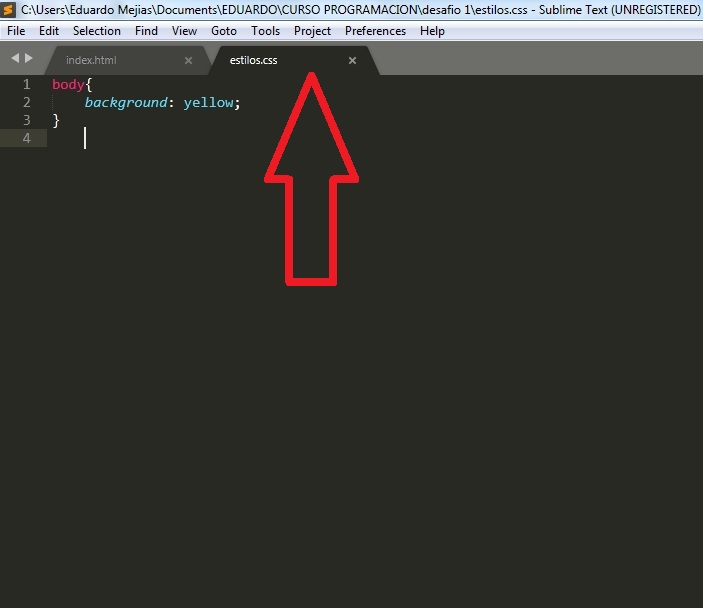 C:\Users\Eduardo Mejias\Documents\EDUARDO\CURSO PROGRAMACION\desafio 1\estilos.css - Sublime Text (UNREGISTERED)
File Edit Selection Find View Goto Tools Project Preferences Help
index.html × estilos.css ×
1 body{
2 background: yellow;
3 }
4